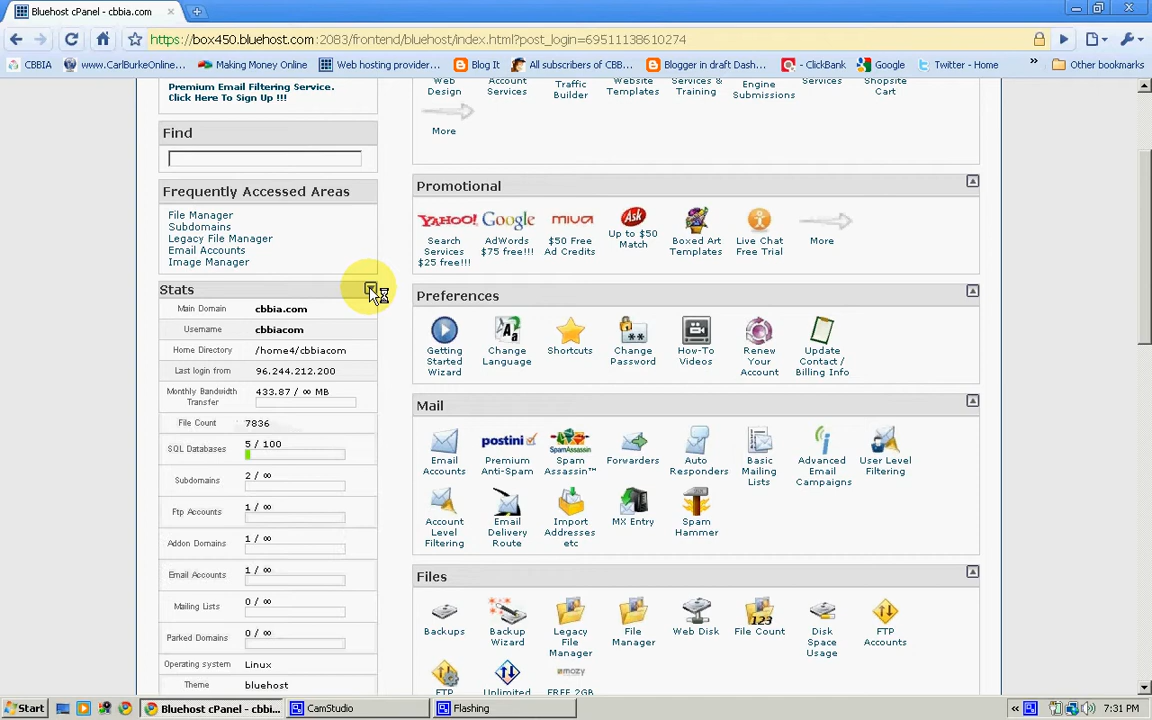 Bluehost cPanel - cbbia.com
https://box450.bluehost.com:2083/frontend/bluehost/index.html?post_login=69511138610274
CBBIA
www.CarlBurkeOnline...
Making Money Online
Web hosting provider...
Blog It
All subscribers of CBB...
Blogger in draft Dash...
- ClickBank
Google
Twitter - Home
»
Other bookmarks
Premium Email Filtering Service.
Click Here To Sign Up !!!
Web
Design
Account
Services
Traffic
Builder
Website
Templates
Services &
Training
Engine
Submissions
Services
Shopsite
Cart
More
Find
Frequently Accessed Areas
File Manager
Subdomains
Legacy File Manager
Email Accounts
Image Manager
Stats
Main Domain cbbia.com
Username cbbiacom
Home Directory /home4/cbbiacom
Last login from 96.244.212.200
Monthly Bandwidth
Transfer
433.87 / ∞ MB
File Count 7836
SQL Databases 5 / 100
Subdomains 2 / ∞
Ftp Accounts 1 / ∞
Addon Domains 1 / ∞
Email Accounts 1 / ∞
Mailing Lists 0 / ∞
Parked Domains 0 / ∞
Operating system Linux
Theme bluehost
Promotional
YAHOO!
Search
Services
$25 free!!!
Google
AdWords
$75 free!!!
MIVA
$50 Free
Ad Credits
Ask
Up to $50
Match
Boxed Art
Templates
Live Chat
Free Trial
More
Preferences
Getting
Started
Wizard
Change
Language
Shortcuts
Change
Password
How-To
Videos
Renew
Your
Account
Update
Contact /
Billing Info
Mail
Email
Accounts
postini
Premium
Anti-Spam
SpamAssassin
Spam
Assassin™
Forwarders
Auto
Responders
Basic
Mailing
Lists
Advanced
Email
Campaigns
User Level
Filtering
Account
Level
Filtering
Email
Delivery
Route
Import
Addresses
etc
MX Entry
Spam
Hammer
Files
Backups
Backup
Wizard
Legacy
File
Manager
File
Manager
Web Disk
123
File Count
Disk
Space
Usage
FTP
Accounts
FTP
Unlimited
mozy
FREE 2GB
Start
Bluehost cPanel - cbbi...
CamStudio
Flashing
«
7:31 PM